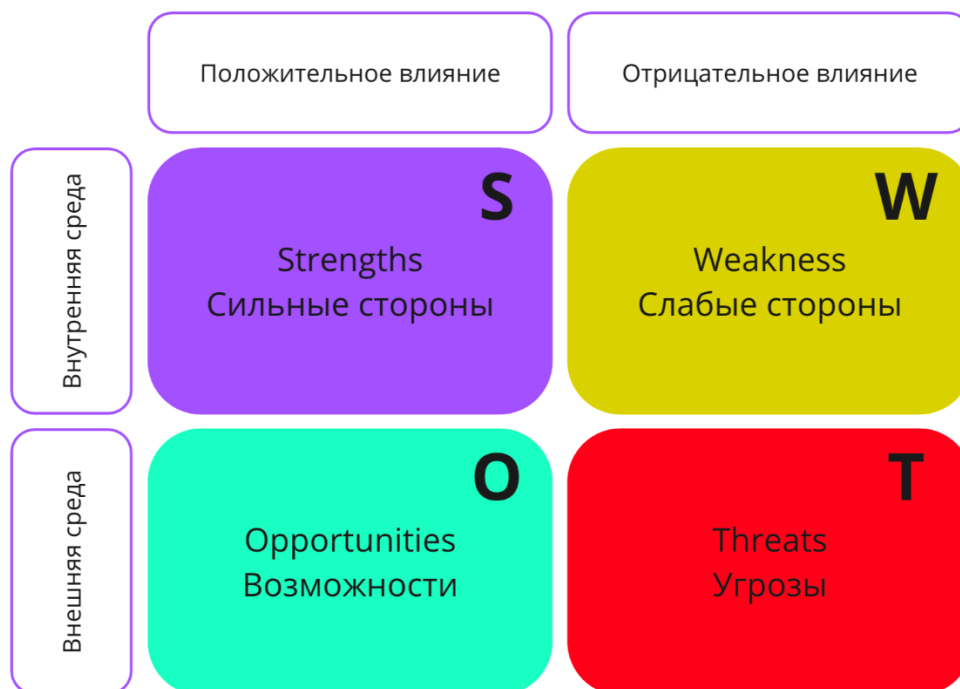 Положительное влияние
Отрицательное влияние
Внутренняя среда
S
Strengths
Сильные стороны
W
Weakness
Слабые стороны
Внешняя среда
O
Opportunities
Возможности
T
Threats
Угрозы